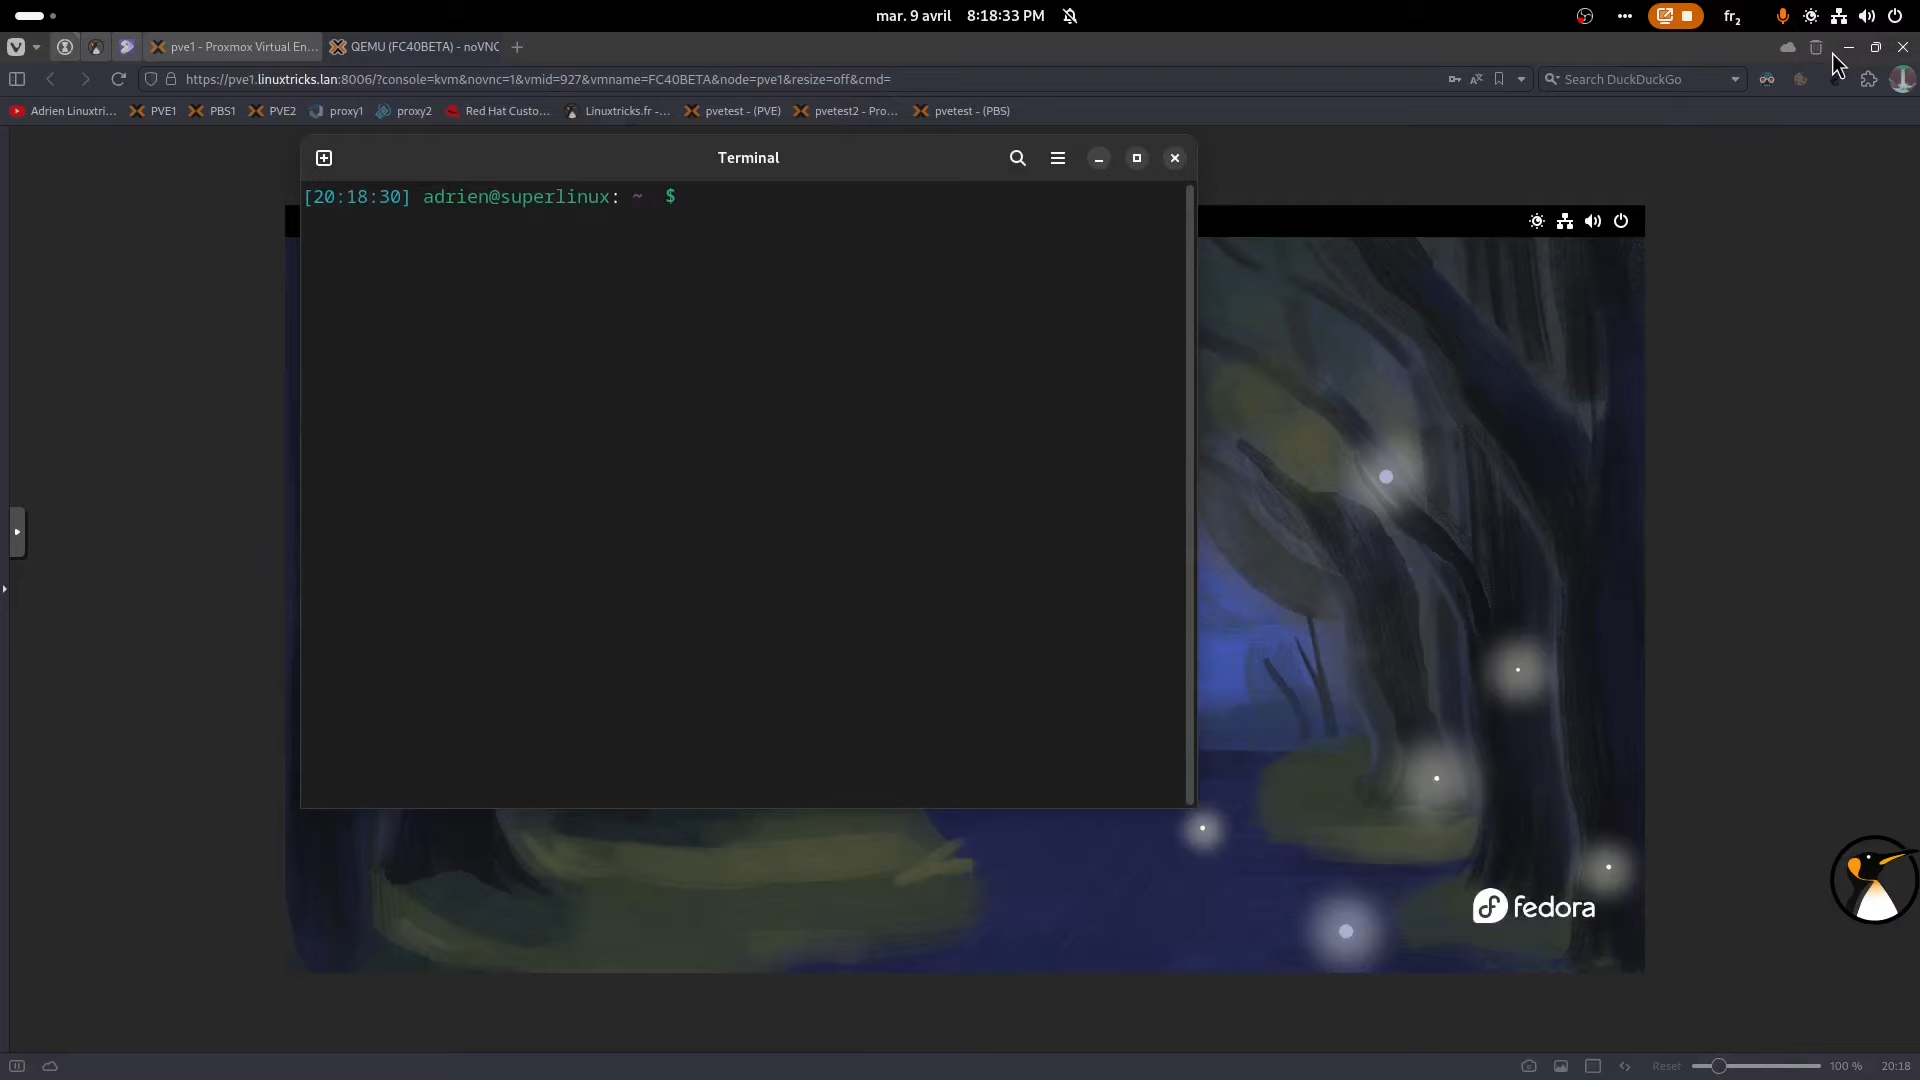 mar. 9 avril 8:18:33 PM
fr₂
pve1 - Proxmox Virtual En...
QEMU (FC40BETA) - noVNC
https://pve1.linuxtricks.lan:8006/?console=kvm&novnc=1&vmid=927&vmname=FC40BETA&node=pve1&resize=off&cmd=
Search DuckDuckGo
Adrien Linuxtri...
PVE1
PBS1
PVE2
proxy1
proxy2
Red Hat Custo...
Linuxtricks.fr -...
pvetest - (PVE)
pvetest2 - Pro...
pvetest - (PBS)
Terminal
[20:18:30] adrien@superlinux: ~ $
fedora
Reset
100 %
20:18